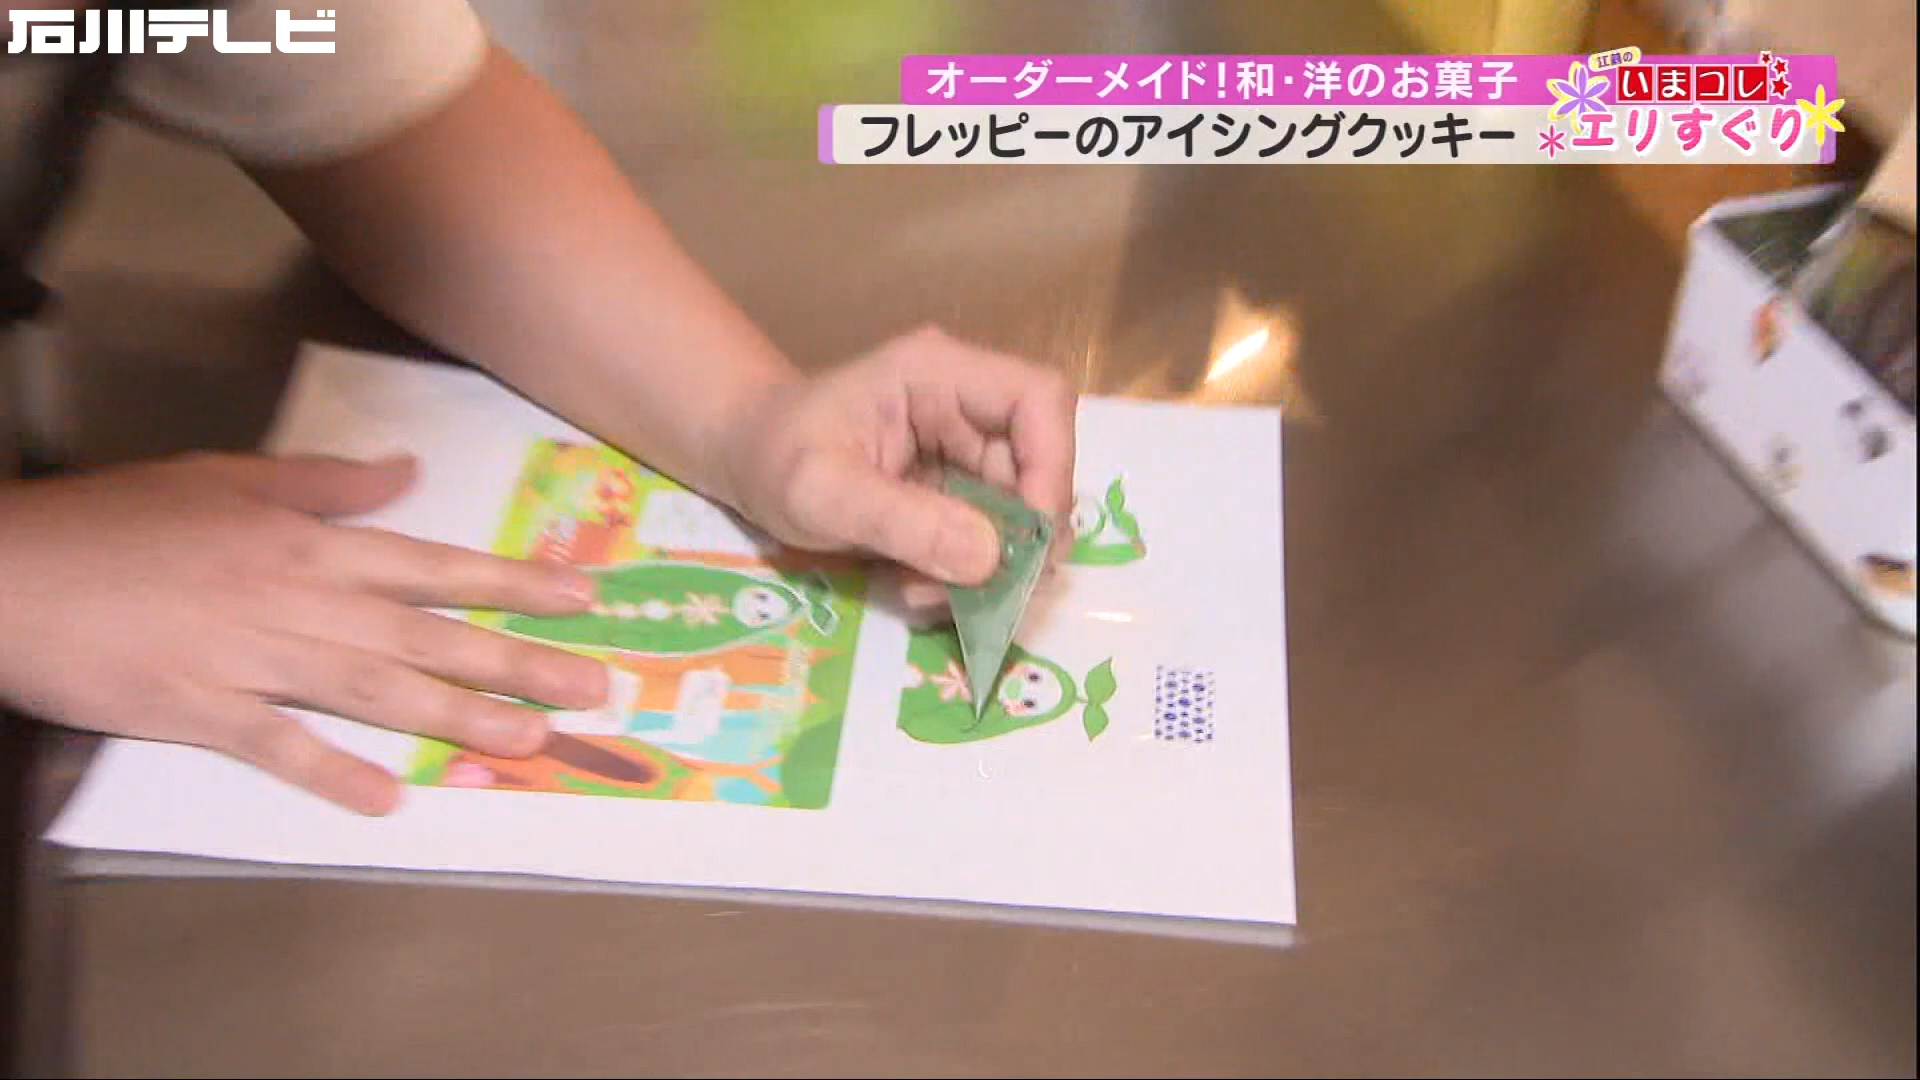 石川テレビ
オーダーメイド！和・洋のお菓子
フレッピーのアイシングクッキー
江藤の
いまコレ
エリすぐり